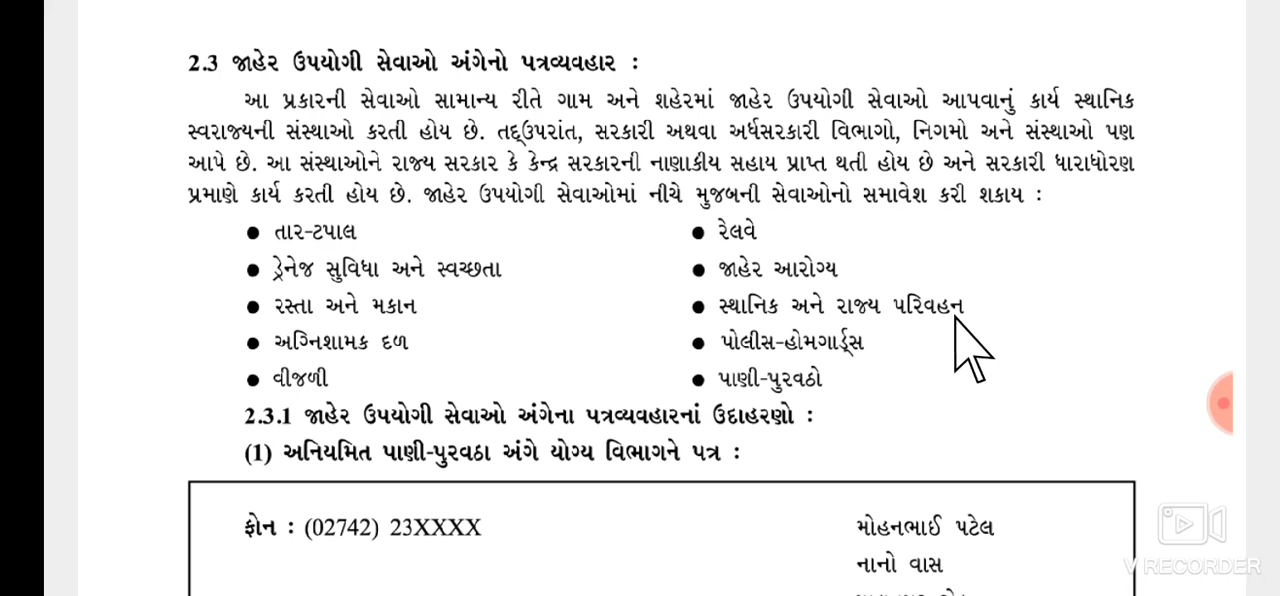 2.3 જાહેર ઉપયોગી સેવાઓ અંગેનો પત્રવ્યવહાર :
આ પ્રકારની સેવાઓ સામાન્ય રીતે ગામ અને શહેરમાં જાહેર ઉપયોગી સેવાઓ આપવાનું કાર્ય સ્થાનિક
સ્વરાજ્યની સંસ્થાઓ કરતી હોય છે. તદ્ઉપરાંત, સરકારી અથવા અર્ધસરકારી વિભાગો, નિગમો અને સંસ્થાઓ પણ
આપે છે. આ સંસ્થાઓને રાજ્ય સરકાર કે કેન્દ્ર સરકારની નાણાકીય સહાય પ્રાપ્ત થતી હોય છે અને સરકારી ધારાધોરણ
પ્રમાણે કાર્ય કરતી હોય છે. જાહેર ઉપયોગી સેવાઓમાં નીચે મુજબની સેવાઓનો સમાવેશ કરી શકાય :
● તાર-ટપાલ ● રેલવે
● ડ્રેનેજ સુવિધા અને સ્વચ્છતા ● જાહેર આરોગ્ય
● રસ્તા અને મકાન ● સ્થાનિક અને રાજ્ય પરિવહન
● અગ્નિશામક દળ ● પોલીસ-હોમગાર્ડ્સ
● વીજળી ● પાણી-પુરવઠો
2.3.1 જાહેર ઉપયોગી સેવાઓ અંગેના પત્રવ્યવહારનાં ઉદાહરણો :
(1) અનિયમિત પાણી-પુરવઠા અંગે યોગ્ય વિભાગને પત્ર :
ફોન : (02742) 23XXXX મોહનભાઈ પટેલ
નાનો વાસ
V RECORDER